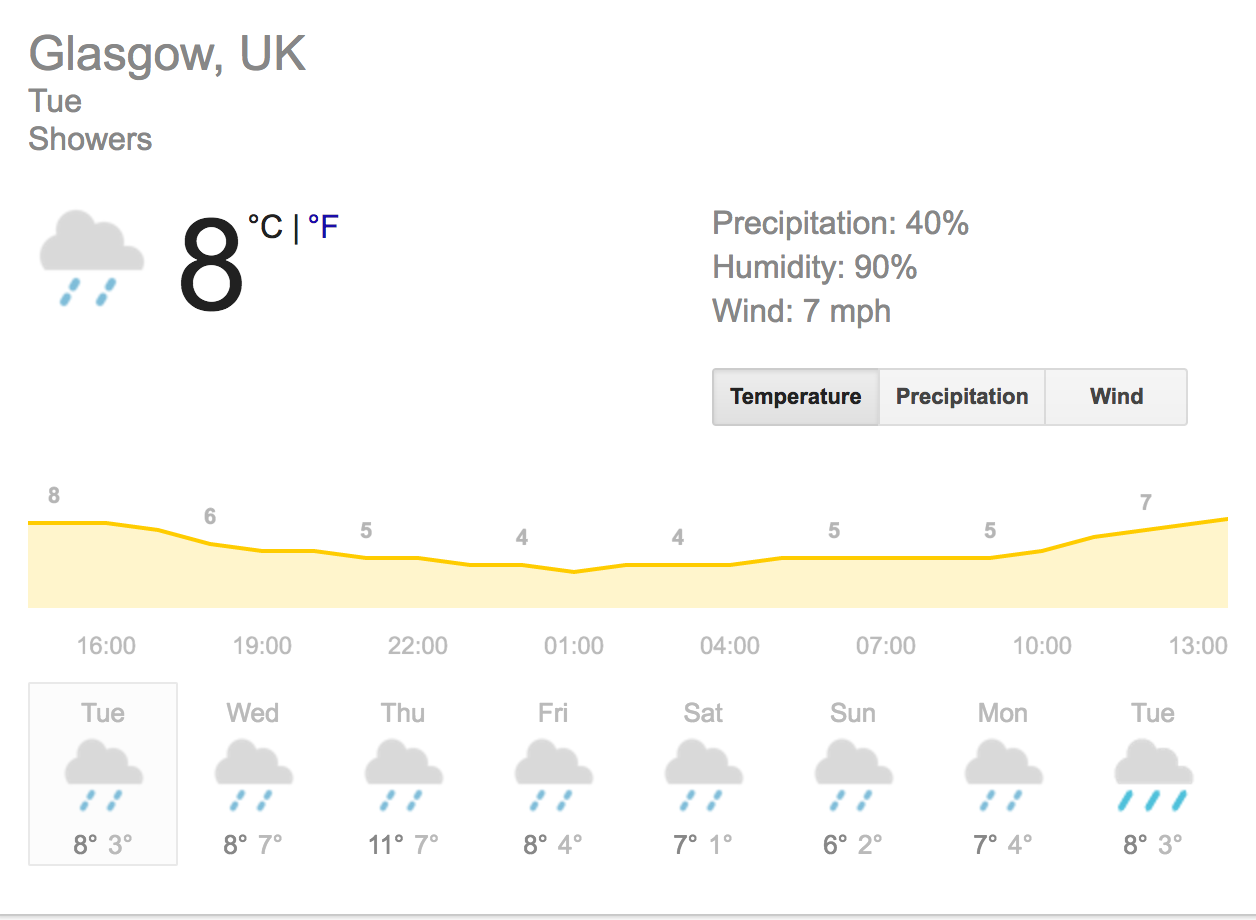 Glasgow, UK
Tue
Showers
8 °C | °F
Precipitation: 40%
Humidity: 90%
Wind: 7 mph
Temperature Precipitation Wind
8 6 5 4 4 5 5 7
16:00 19:00 22:00 01:00 04:00 07:00 10:00 13:00
Tue Wed Thu Fri Sat Sun Mon Tue
8° 3° 8° 7° 11° 7° 8° 4° 7° 1° 6° 2° 7° 4° 8° 3°